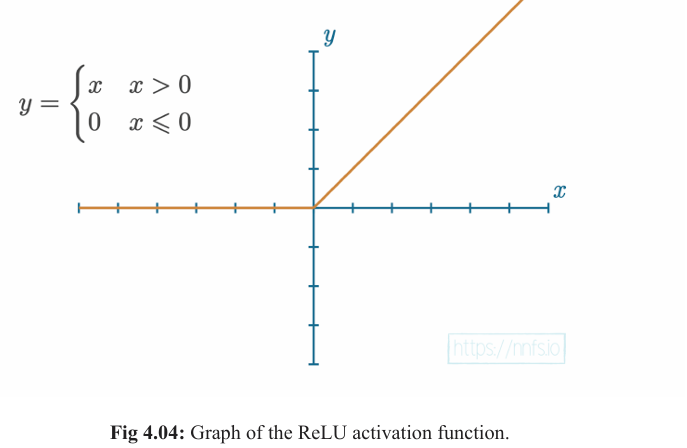 y
y = { x x > 0
0 x ⩽ 0
x
https://nnfs.io
Fig 4.04: Graph of the ReLU activation function.